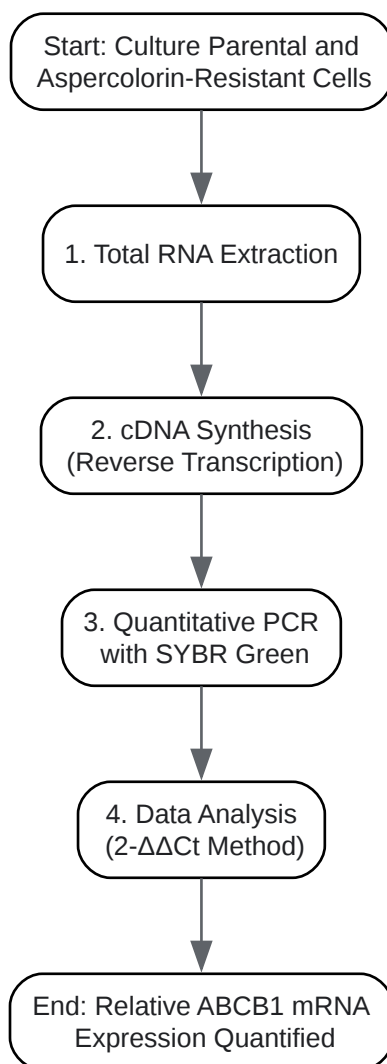 Start: Culture Parental and
Aspercolorin-Resistant Cells
1. Total RNA Extraction
2. cDNA Synthesis
(Reverse Transcription)
3. Quantitative PCR
with SYBR Green
4. Data Analysis
(2-ΔΔCt Method)
End: Relative ABCB1 mRNA
Expression Quantified